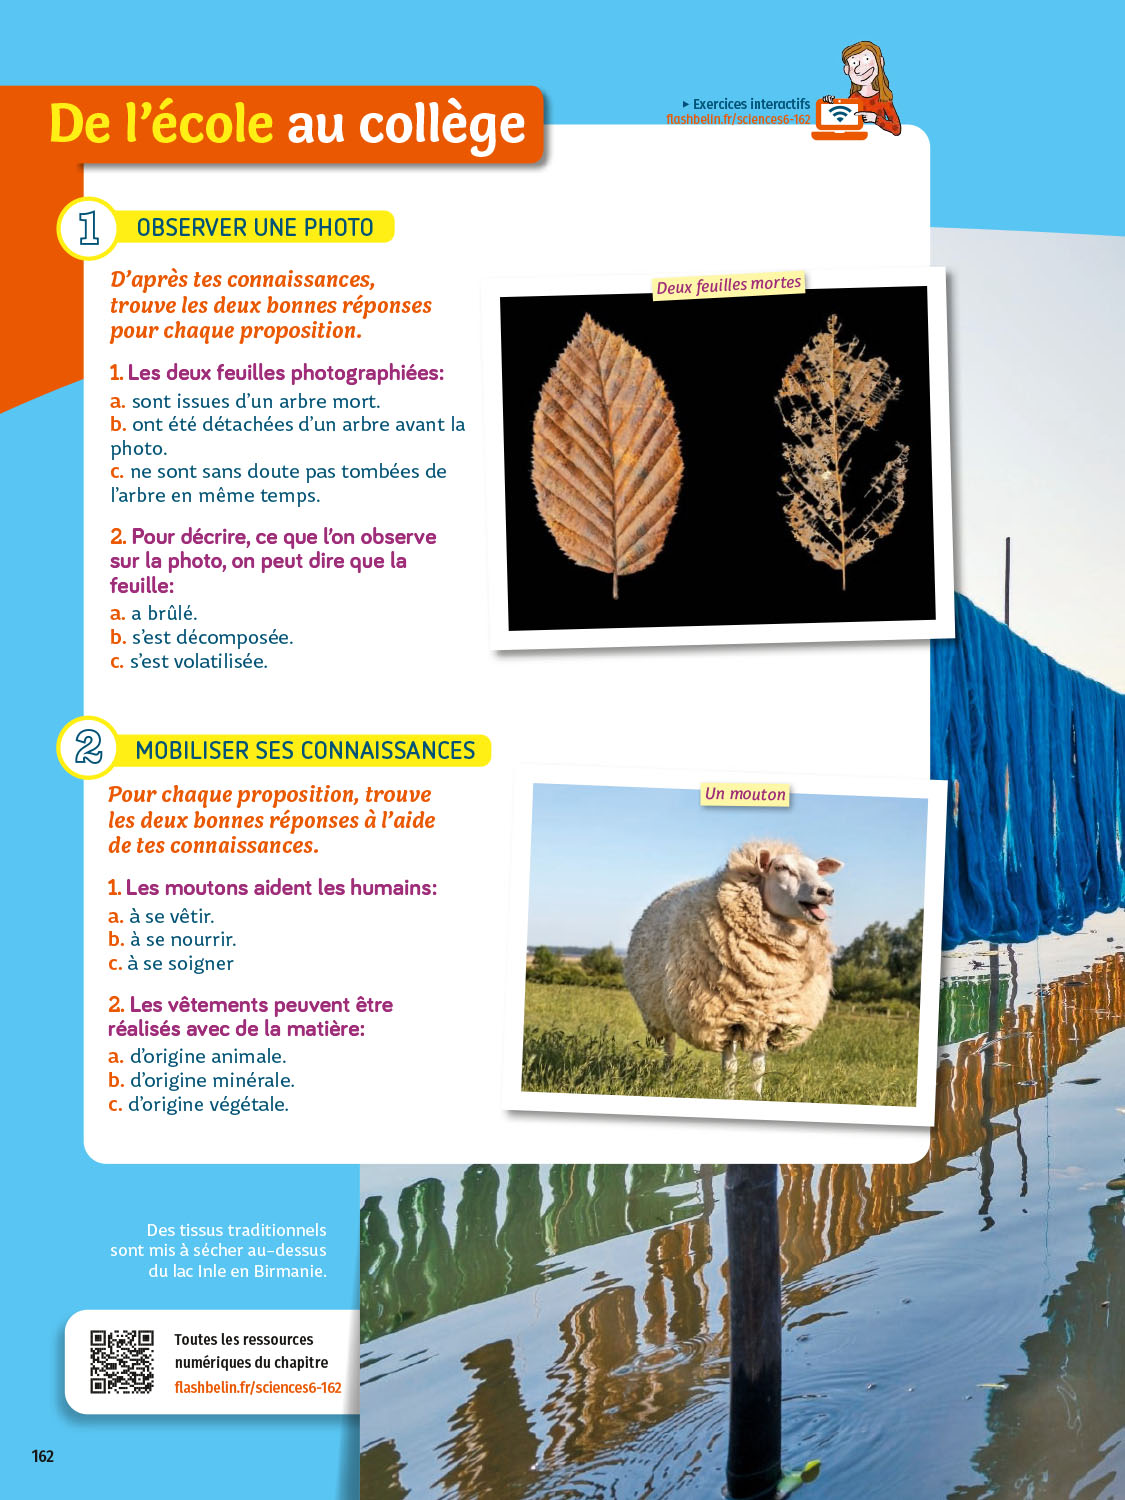 De l'école au collège
▸ Exercices interactifs
flashbelin.fr/sciences6-162
1 OBSERVER UNE PHOTO
D'après tes connaissances,
trouve les deux bonnes réponses
pour chaque proposition.
1. Les deux feuilles photographiées:
a. sont issues d'un arbre mort.
b. ont été détachées d'un arbre avant la
photo.
c. ne sont sans doute pas tombées de
l'arbre en même temps.
2. Pour décrire, ce que l'on observe
sur la photo, on peut dire que la
feuille:
a. a brûlé.
b. s'est décomposée.
c. s'est volatilisée.
Deux feuilles mortes
2 MOBILISER SES CONNAISSANCES
Pour chaque proposition, trouve
les deux bonnes réponses à l'aide
de tes connaissances.
1. Les moutons aident les humains:
a. à se vêtir.
b. à se nourrir.
c. à se soigner
2. Les vêtements peuvent être
réalisés avec de la matière:
a. d'origine animale.
b. d'origine minérale.
c. d'origine végétale.
Un mouton
Des tissus traditionnels
sont mis à sécher au-dessus
du lac Inle en Birmanie.
Toutes les ressources
numériques du chapitre
flashbelin.fr/sciences6-162
162